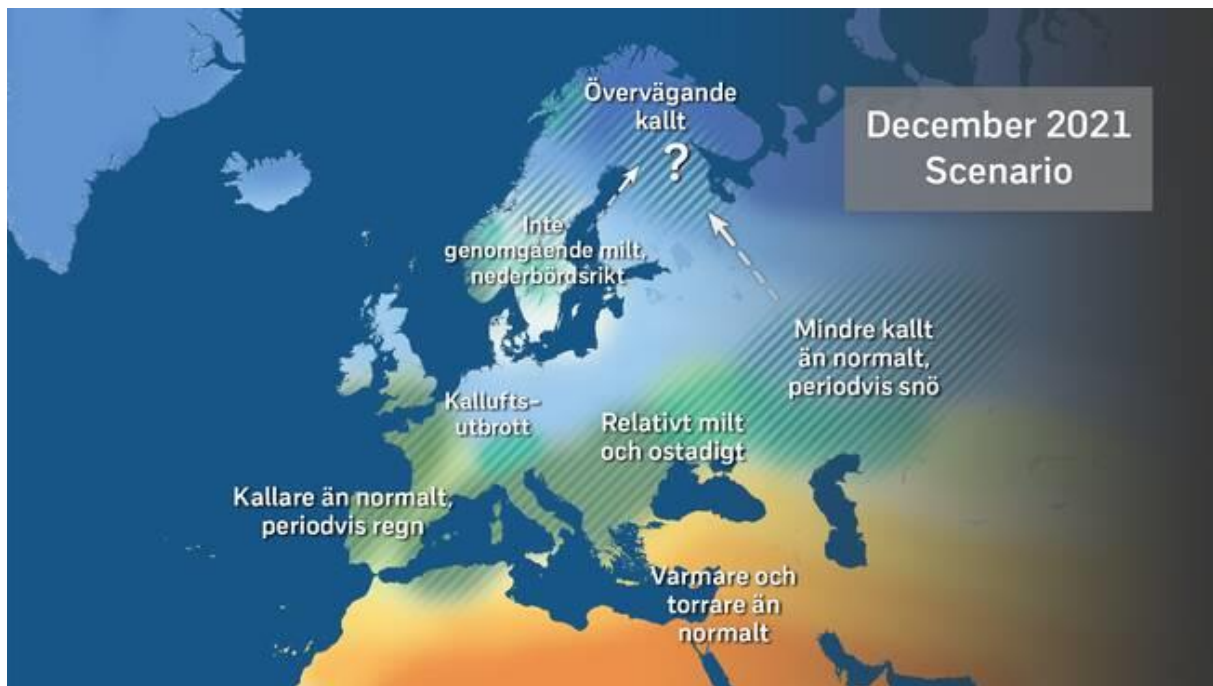 Övervägande
kallt
?
December 2021
Scenario
Inte
genomgående milt,
nederbördsrikt
Mindre kallt
än normalt,
periodvis snö
Kallufts-
utbrott
Relativt milt
och ostadigt
Kallare än normalt,
periodvis regn
Varmare och
torrare än
normalt